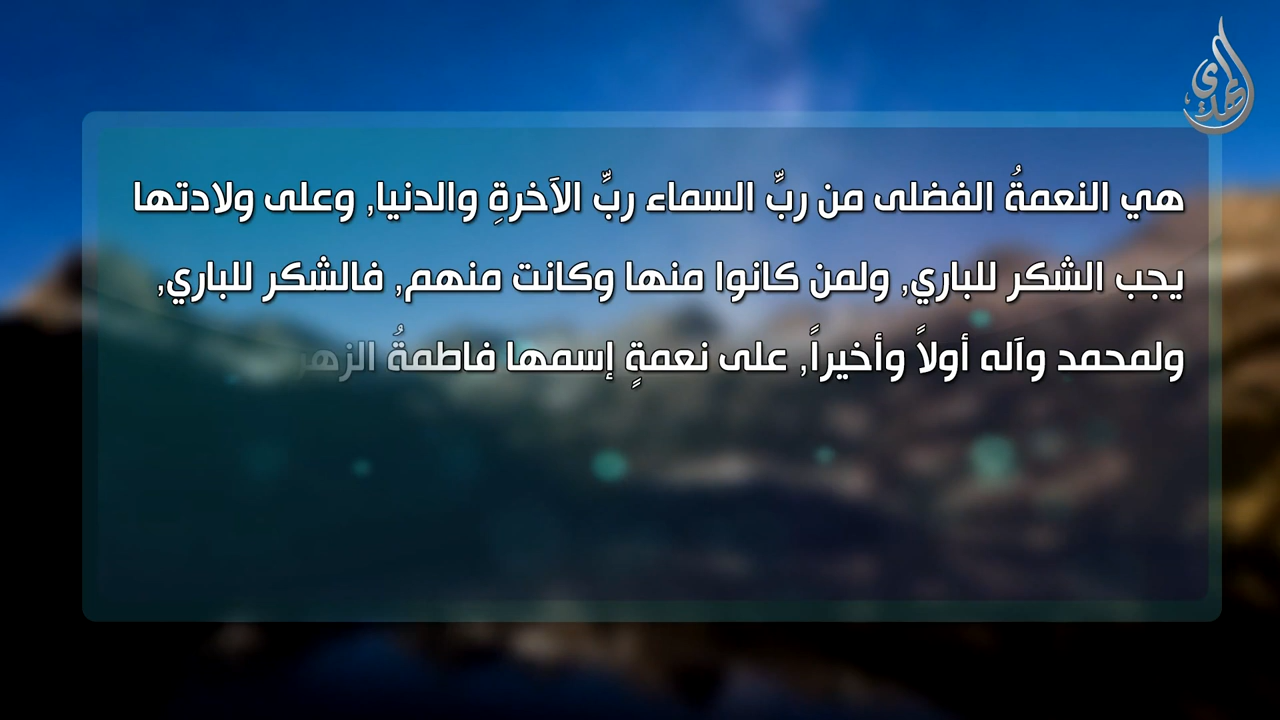 المهدي
هي النعمةُ الفضلى من ربِّ السماء ربِّ الآخرةِ والدنيا, وعلى ولادتها
يجب الشكر للباري, ولمن كانوا منها وكانت منهم, فالشكر للباري,
ولمحمد وآله أولاً وأخيراً, على نعمةٍ إسمها فاطمةُ